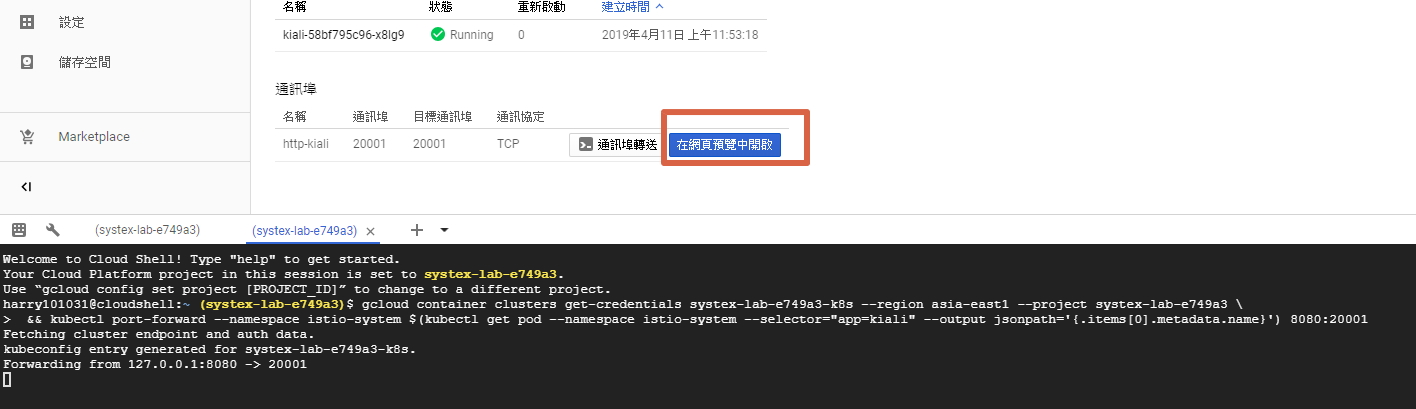 名稱 狀態 重新啟動 建立時間
設定
kiali-58bf795c96-x8lg9 Running 0 2019年4月11日 上午11:53:18
儲存空間
通訊埠
名稱 通訊埠 目標通訊埠 通訊協定
Marketplace
http-kiali 20001 20001 TCP 通訊埠轉送 在網頁預覽中開啟
(systex-lab-e749a3) (systex-lab-e749a3) × +
Welcome to Cloud Shell! Type "help" to get started.
Your Cloud Platform project in this session is set to systex-lab-e749a3.
Use “gcloud config set project [PROJECT_ID]” to change to a different project.
harry101031@cloudshell:~ (systex-lab-e749a3)$ gcloud container clusters get-credentials systex-lab-e749a3-k8s --region asia-east1 --project systex-lab-e749a3 \
>  && kubectl port-forward --namespace istio-system $(kubectl get pod --namespace istio-system --selector="app=kiali" --output jsonpath='{.items[0].metadata.name}') 8080:20001
Fetching cluster endpoint and auth data.
kubeconfig entry generated for systex-lab-e749a3-k8s.
Forwarding from 127.0.0.1:8080 -> 20001